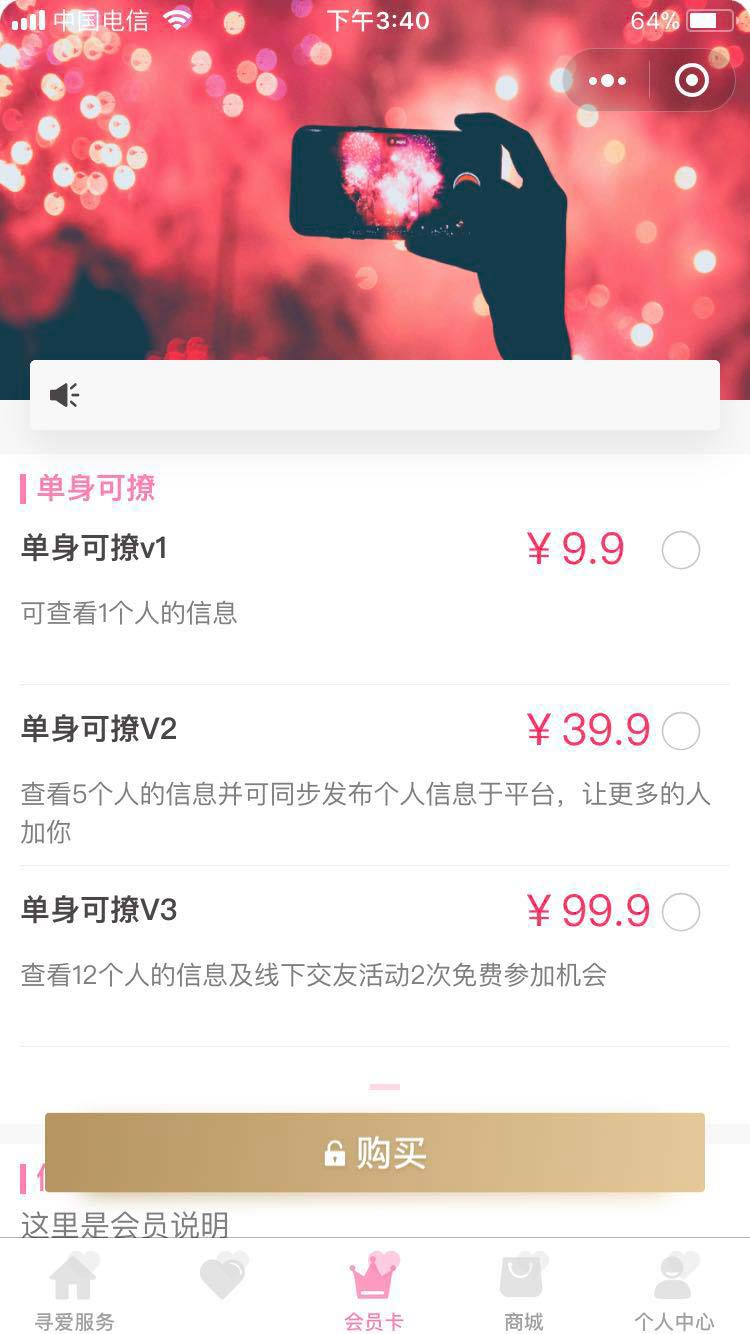 中国电信 下午3:40 64%
单身可撩
单身可撩v1 ¥9.9
可查看1个人的信息
单身可撩V2 ¥39.9
查看5个人的信息并可同步发布个人信息于平台，让更多的人
加你
单身可撩V3 ¥99.9
查看12个人的信息及线下交友活动2次免费参加机会
购买
这里是会员说明
寻爱服务 会员卡 商城 个人中心